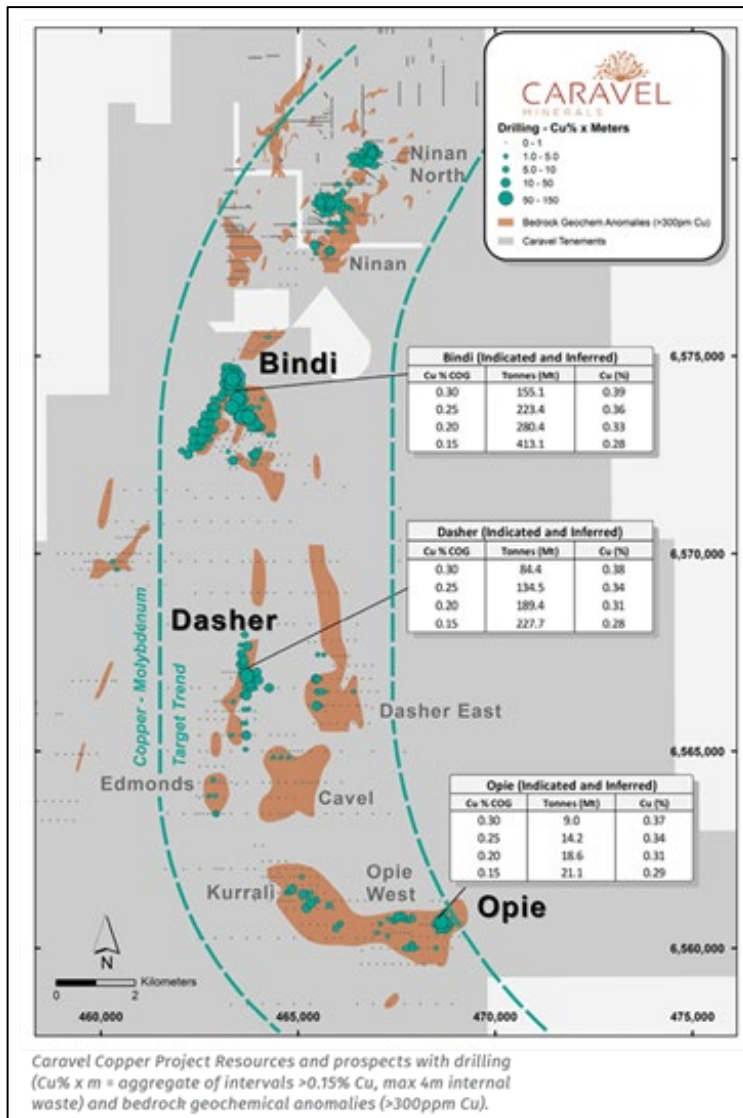 CARAVEL
MINERALS
Drilling - Cu% x Meters
0 - 1
1.0 - 5.0
5.0 - 10
10 - 50
50 - 150
Bedrock Geochem Anomalies (>300pm Cu)
Caravel Tenements
Ninan
North
Ninan
Bindi
6,575,000
Bindi (Indicated and Inferred)
Cu % COG Tonnes (Mt) Cu (%)
0.30 155.1 0.39
0.25 223.4 0.36
0.20 280.4 0.33
0.15 413.1 0.28
6,570,000
Dasher (Indicated and Inferred)
Cu % COG Tonnes (Mt) Cu (%)
0.30 84.4 0.38
0.25 134.5 0.34
0.20 189.4 0.31
0.15 227.7 0.28
Dasher
Copper - Molybdenum
Target Trend
Dasher East
6,565,000
Edmonds
Cavel
Opie (Indicated and Inferred)
Cu % COG Tonnes (Mt) Cu (%)
0.30 9.0 0.37
0.25 14.2 0.34
0.20 18.6 0.31
0.15 21.1 0.29
Kurrali
Opie
West
Opie
6,560,000
N
Kilometers
0 2
460,000 465,000 470,000 475,000
Caravel Copper Project Resources and prospects with drilling
(Cu% x m = aggregate of intervals >0.15% Cu, max 4m internal
waste) and bedrock geochemical anomalies (>300ppm Cu).